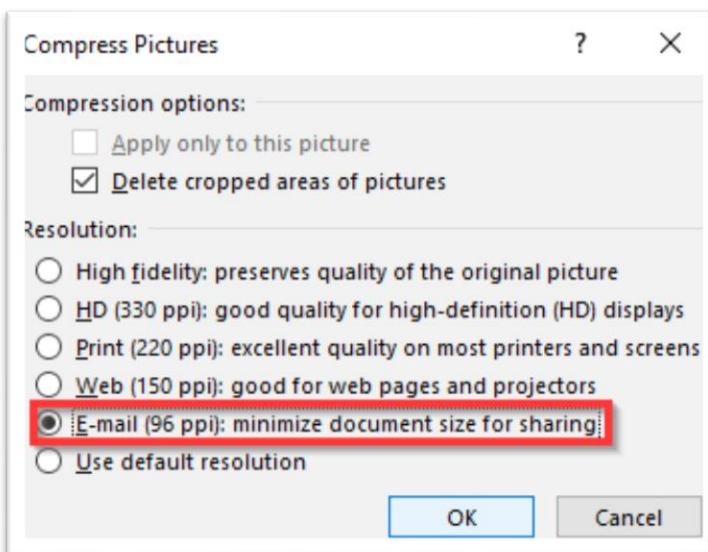 Compress Pictures ? ×
Compression options:
Apply only to this picture
Delete cropped areas of pictures
Resolution:
High fidelity: preserves quality of the original picture
HD (330 ppi): good quality for high-definition (HD) displays
Print (220 ppi): excellent quality on most printers and screens
Web (150 ppi): good for web pages and projectors
E-mail (96 ppi): minimize document size for sharing
Use default resolution
OK Cancel